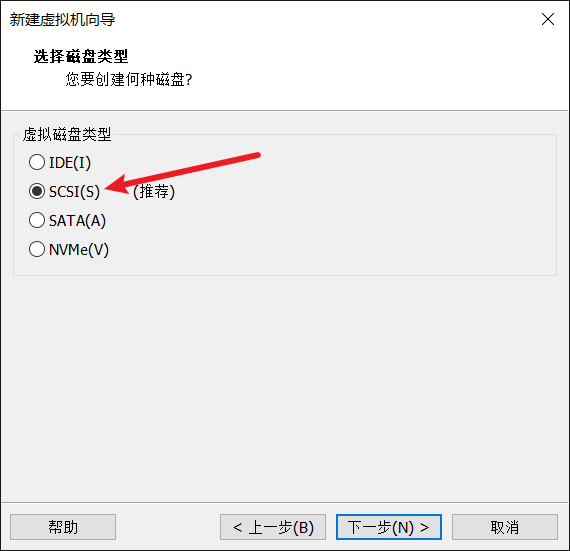 新建虚拟机向导
选择磁盘类型
您要创建何种磁盘?
虚拟磁盘类型
IDE(I)
SCSI(S) (推荐)
SATA(A)
NVMe(V)
帮助 < 上一步(B) 下一步(N) > 取消